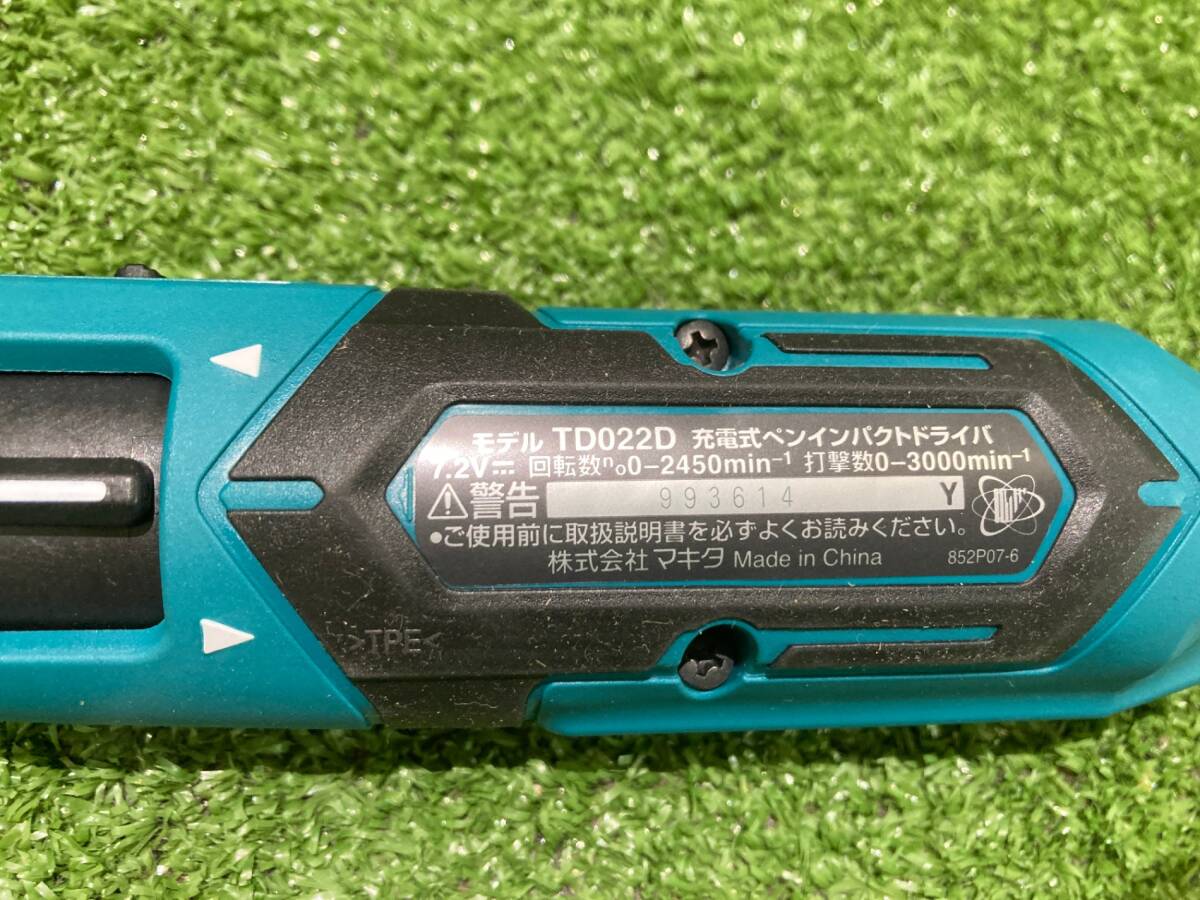 モデル TD022D 充電式ペンインパクトドライバ
7.2V⎓ 回転数ⁿ₀0-2450min⁻¹ 打撃数0-3000min⁻¹
⚠警告 993614 Y
●ご使用前に取扱説明書を必ずよくお読みください。
株式会社 マキタ Made in China 852P07-6
>TPE<